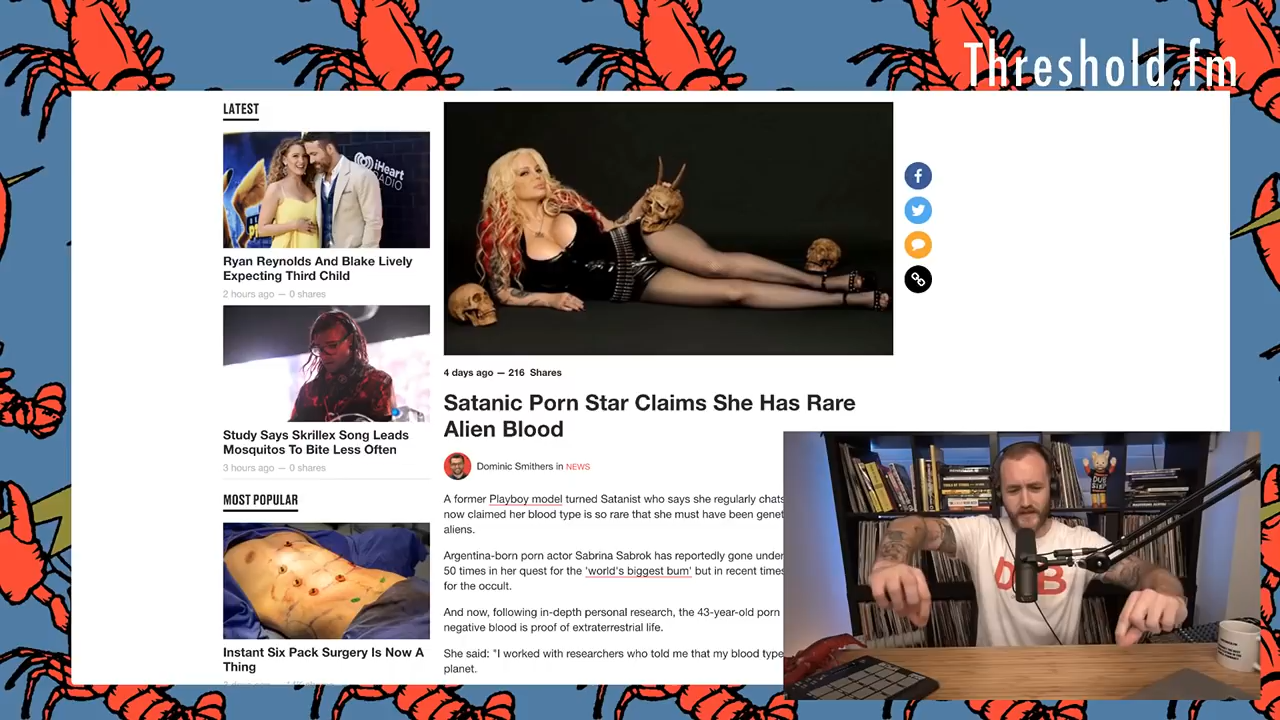 Threshold.fm
LATEST
iHeart
RADIO
Ryan Reynolds And Blake Lively
Expecting Third Child
2 hours ago — 0 shares
Study Says Skrillex Song Leads
Mosquitos To Bite Less Often
3 hours ago — 0 shares
MOST POPULAR
Instant Six Pack Surgery Is Now A
Thing
4 days ago — 216 Shares
Satanic Porn Star Claims She Has Rare
Alien Blood
Dominic Smithers in NEWS
A former Playboy model turned Satanist who says she regularly chats
now claimed her blood type is so rare that she must have been genet
aliens.
Argentina-born porn actor Sabrina Sabrok has reportedly gone under
50 times in her quest for the 'world's biggest bum' but in recent times
for the occult.
And now, following in-depth personal research, the 43-year-old porn
negative blood is proof of extraterrestrial life.
She said: "I worked with researchers who told me that my blood type
planet.
DUB